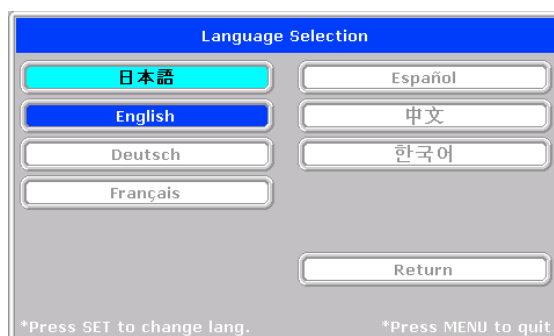 Language Selection
日本語
Español
English
中文
Deutsch
한국어
Français
Return
*Press SET to change lang.
*Press MENU to quit